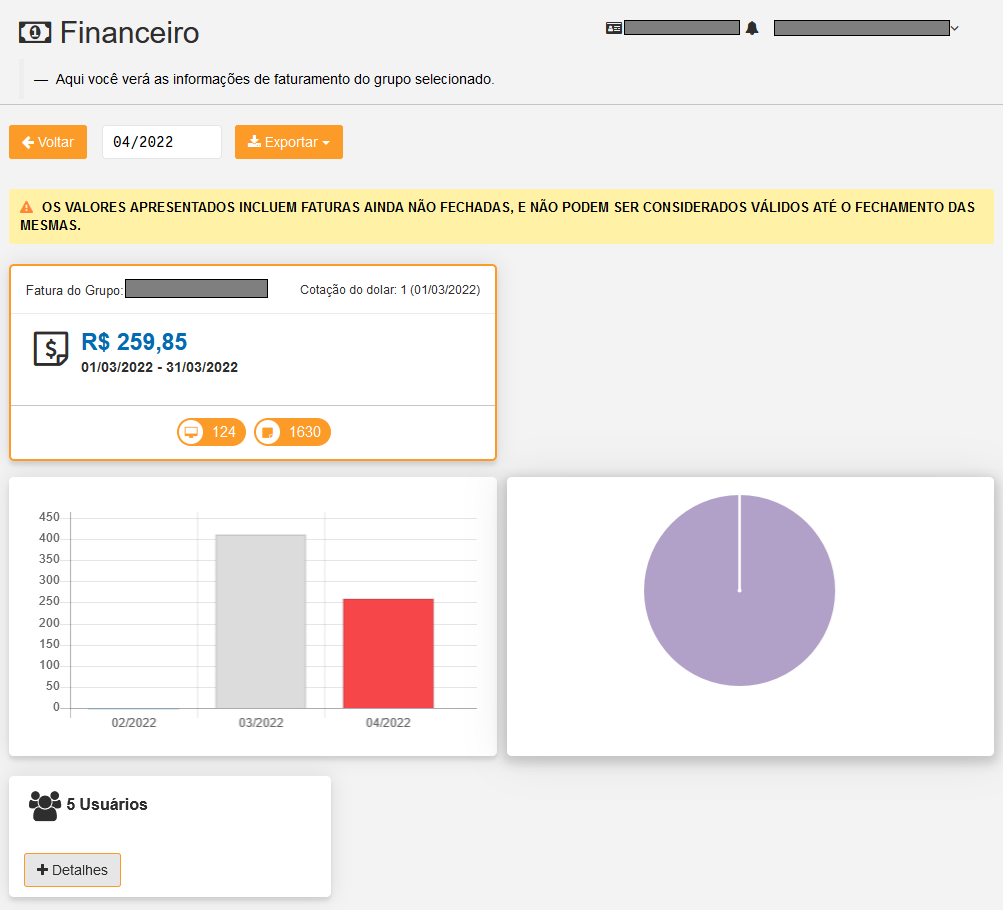 Financeiro
— Aqui você verá as informações de faturamento do grupo selecionado.
Voltar
04/2022
Exportar
OS VALORES APRESENTADOS INCLUEM FATURAS AINDA NÃO FECHADAS, E NÃO PODEM SER CONSIDERADOS VÁLIDOS ATÉ O FECHAMENTO DAS
MESMAS.
Fatura do Grupo:
Cotação do dolar: 1 (01/03/2022)
R$ 259,85
01/03/2022 - 31/03/2022
124
1630
450
400
350
300
250
200
150
100
50
0
02/2022
03/2022
04/2022
5 Usuários
Detalhes